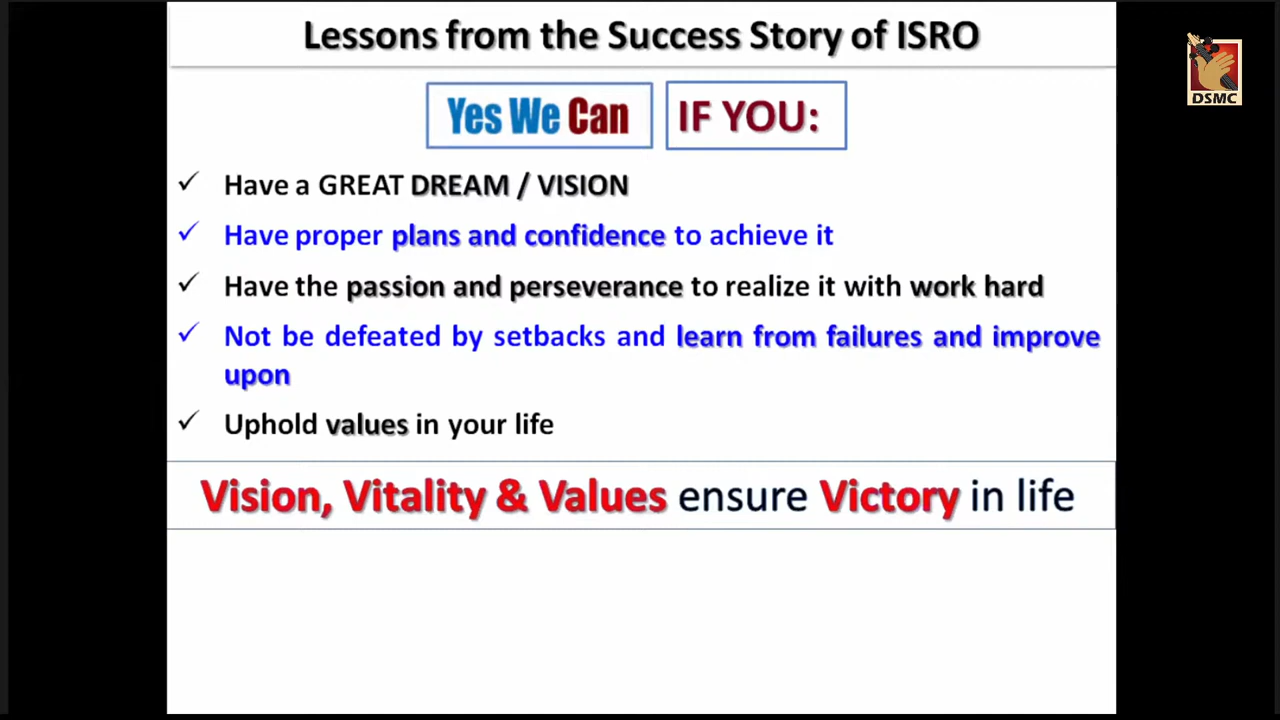 Lessons from the Success Story of ISRO
DSMC
Yes We Can IF YOU:
✓ Have a GREAT DREAM / VISION
✓ Have proper plans and confidence to achieve it
✓ Have the passion and perseverance to realize it with work hard
✓ Not be defeated by setbacks and learn from failures and improve
upon
✓ Uphold values in your life
Vision, Vitality & Values ensure Victory in life